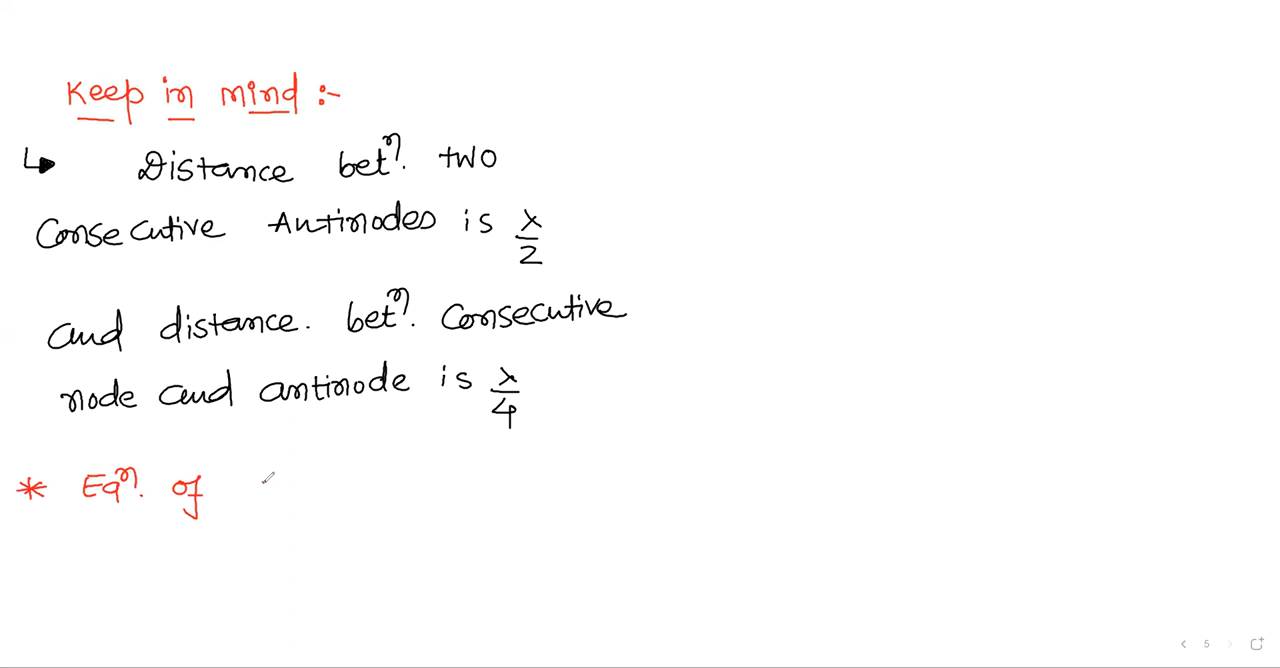 Keep in mind :-
↳ Distance betⁿ. two
Consecutive Antinodes is λ/2
and distance. betⁿ. Consecutive
node and antinode is λ/4
* Eqⁿ. of
5